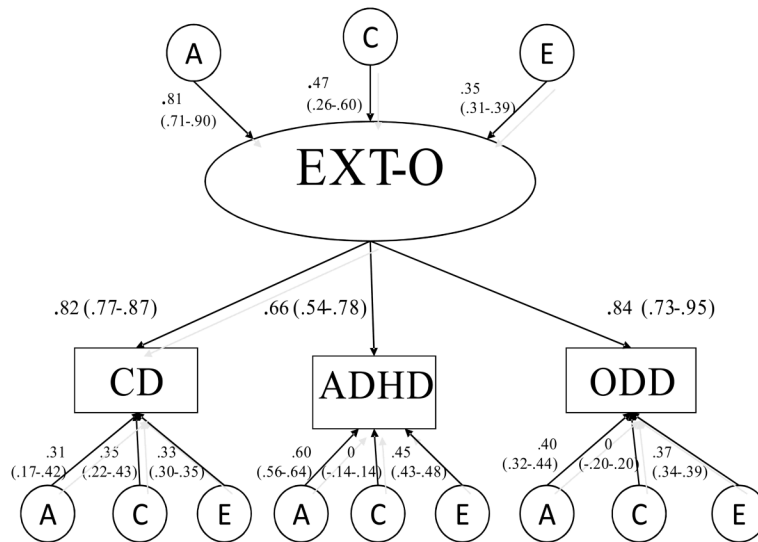 A
C
E
.81
(.71-.90)
.47
(.26-.60)
.35
(.31-.39)
EXT-O
.82 (.77-.87)
.66 (.54-.78)
.84 (.73-.95)
CD
ADHD
ODD
.31
(.17-.42)
.35
(.22-.43)
.33
(.30-.35)
.60
(.56-.64)
0
(-.14-.14)
.45
(.43-.48)
.40
(.32-.44)
0
(-.20-.20)
.37
(.34-.39)
A
C
E
A
C
E
A
C
E